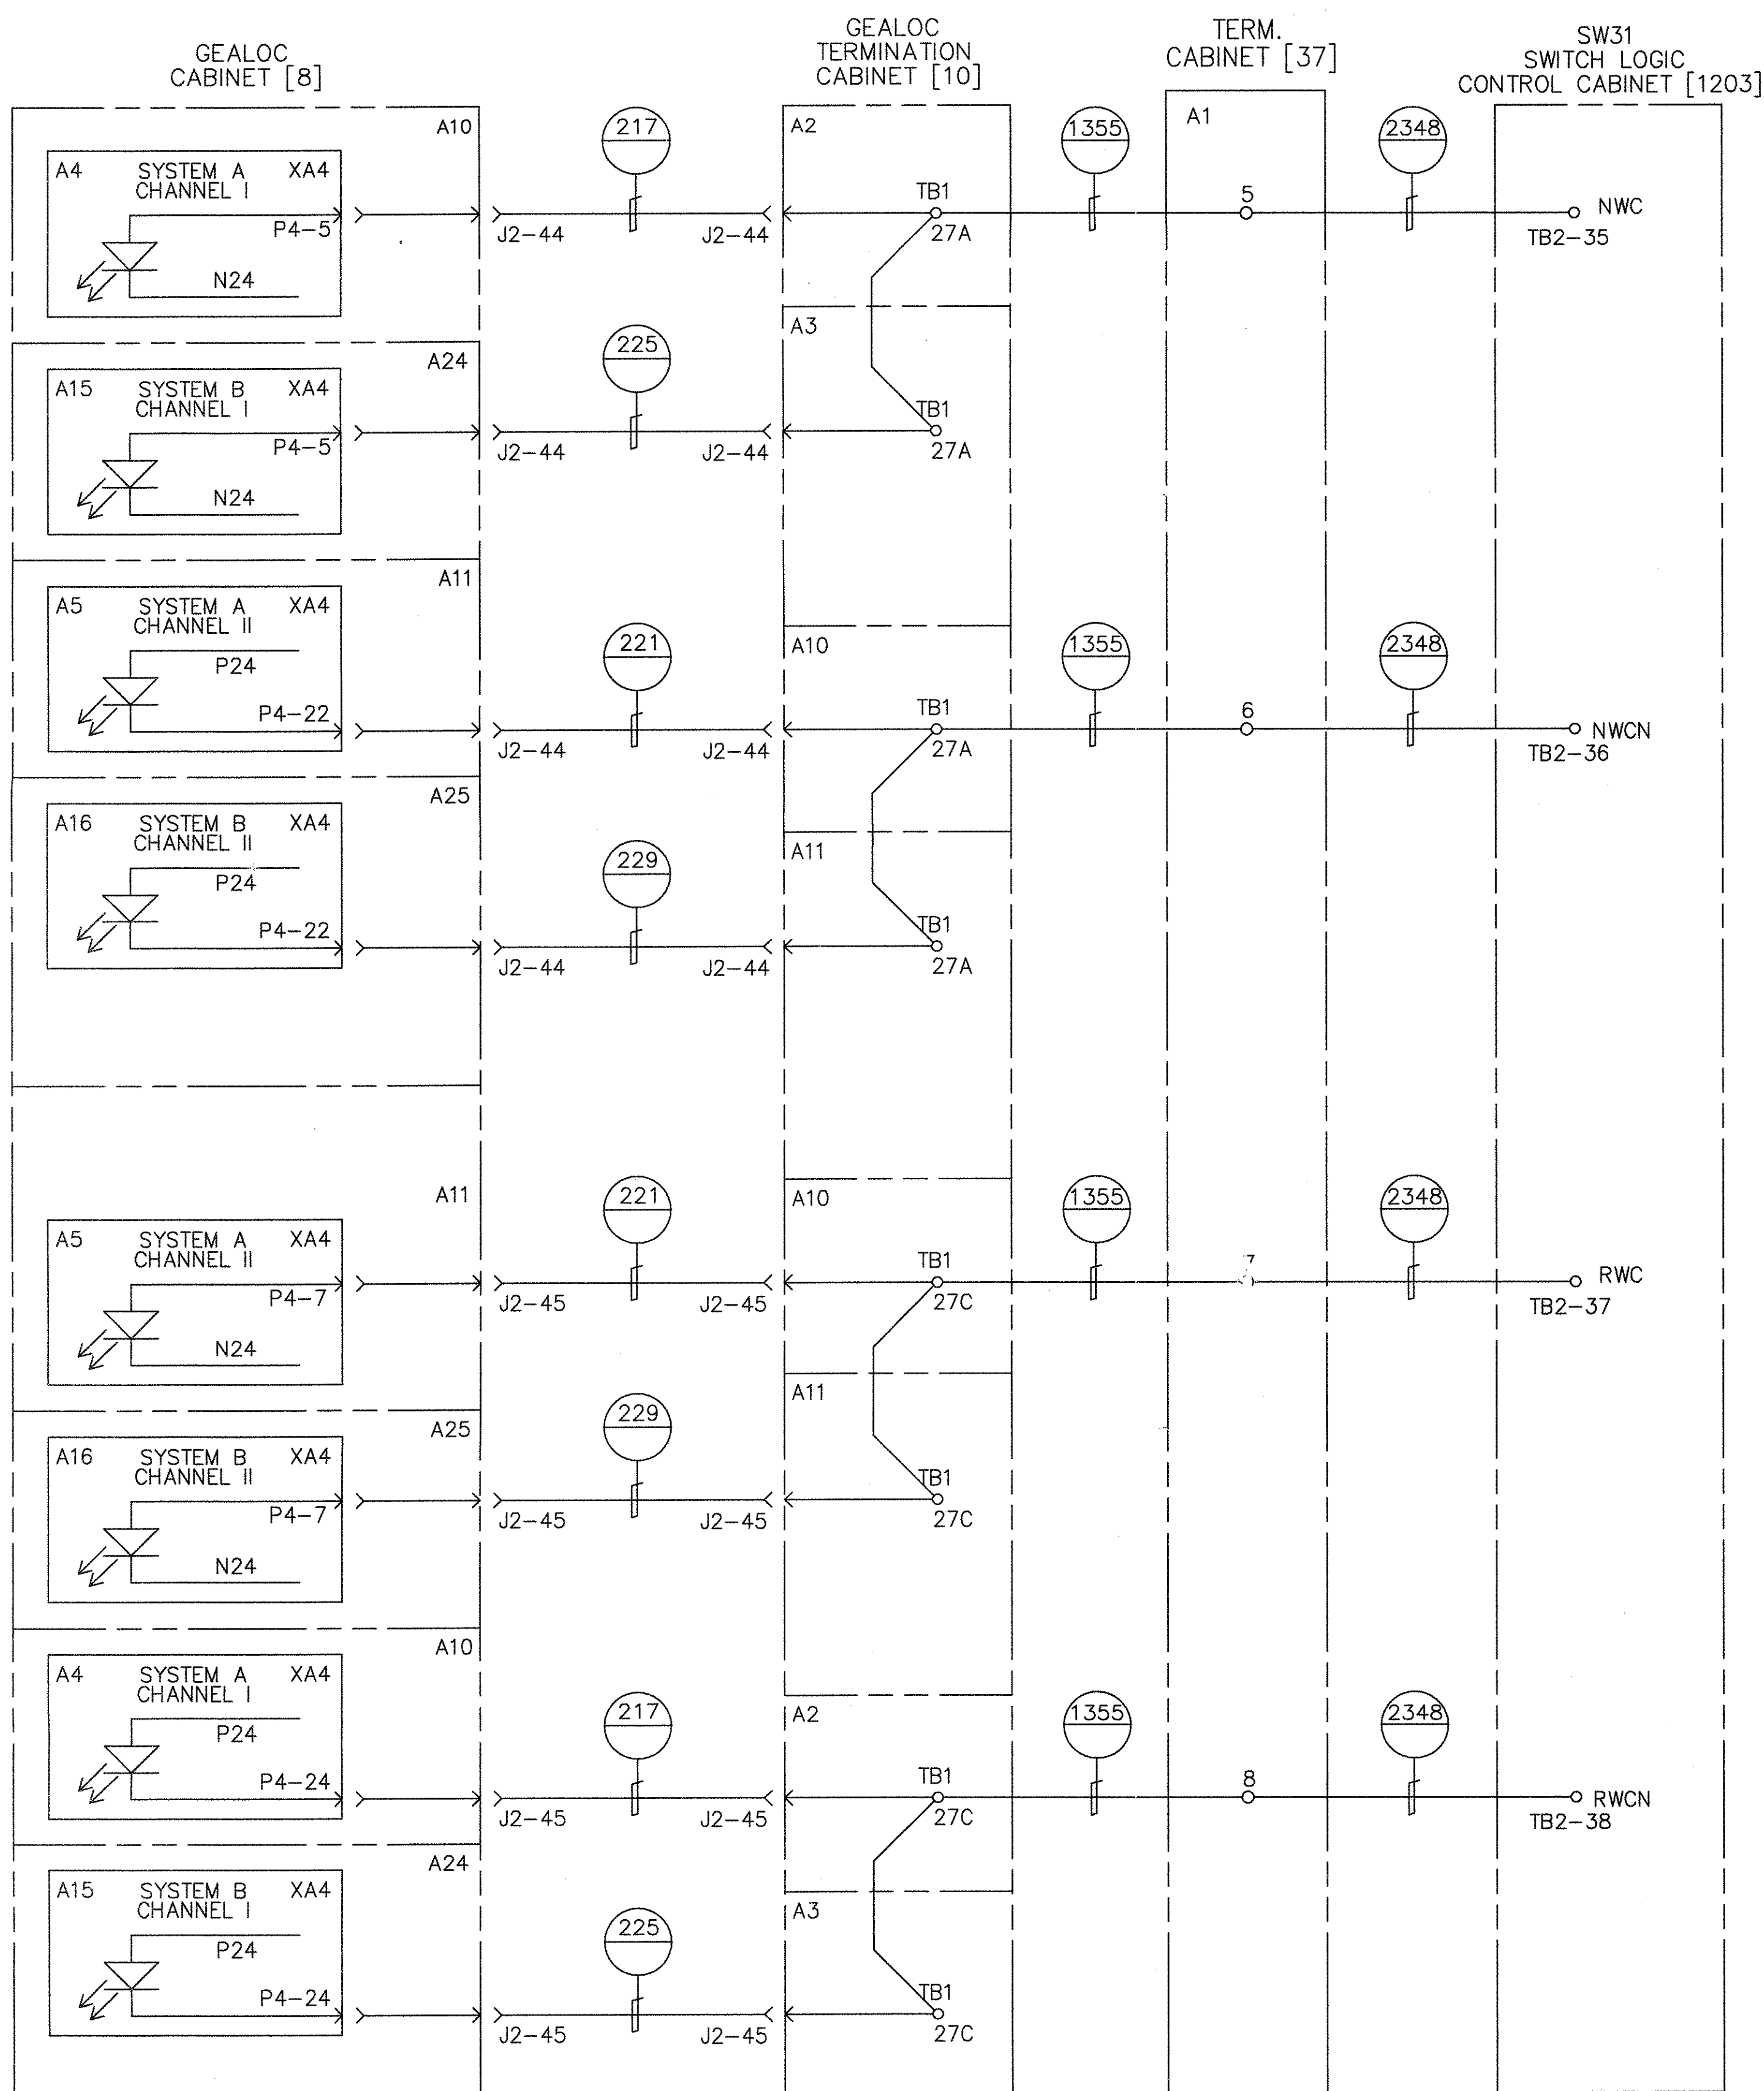 GEALOC
CABINET [8]
GEALOC
TERMINATION
CABINET [10]
TERM.
CABINET [37]
SW31
SWITCH LOGIC
CONTROL CABINET [1203]
A10
A4 SYSTEM A XA4
CHANNEL I
P4-5
N24
217
J2-44
J2-44
A2
TB1
27A
1355
A1
5
2348
NWC
TB2-35
A3
A24
A15 SYSTEM B XA4
CHANNEL I
P4-5
N24
225
J2-44
J2-44
TB1
27A
A11
A5 SYSTEM A XA4
CHANNEL II
P24
P4-22
221
J2-44
J2-44
A10
TB1
27A
1355
6
2348
NWCN
TB2-36
A25
A16 SYSTEM B XA4
CHANNEL II
P24
P4-22
229
J2-44
J2-44
A11
TB1
27A
A11
A5 SYSTEM A XA4
CHANNEL II
P4-7
N24
221
J2-45
J2-45
A10
TB1
27C
1355
7
2348
RWC
TB2-37
A25
A16 SYSTEM B XA4
CHANNEL II
P4-7
N24
229
J2-45
J2-45
A11
TB1
27C
A10
A4 SYSTEM A XA4
CHANNEL I
P24
P4-24
217
J2-45
J2-45
A2
TB1
27C
1355
8
2348
RWCN
TB2-38
A24
A15 SYSTEM B XA4
CHANNEL I
P24
P4-24
225
J2-45
J2-45
A3
TB1
27C